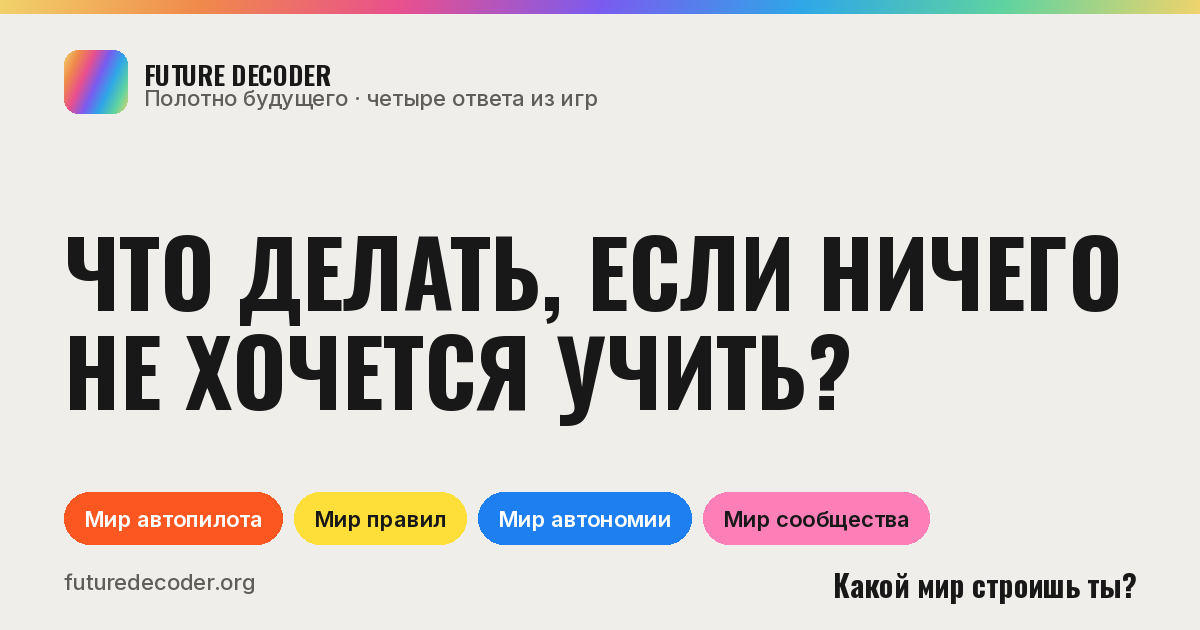 FUTURE DECODER
Полотно будущего · четыре ответа из игр
ЧТО ДЕЛАТЬ, ЕСЛИ НИЧЕГО
НЕ ХОЧЕТСЯ УЧИТЬ?
Мир автопилота
Мир правил
Мир автономии
Мир сообщества
futuredecoder.org
Какой мир строишь ты?